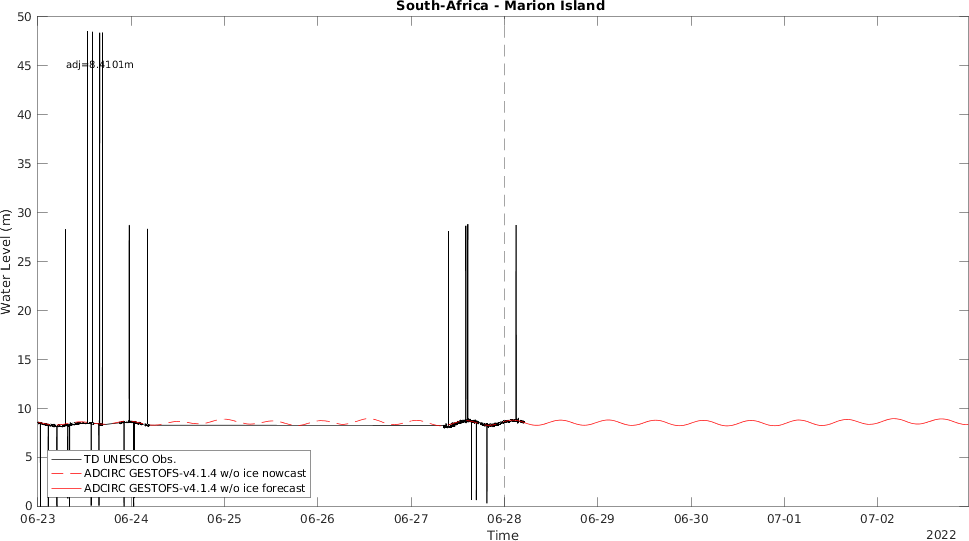 South-Africa - Marion Island
50
45
40
35
30
25
20
15
10
5
0
Water Level (m)
adj=8.4101m
TD UNESCO Obs.
ADCIRC GESTOFS-v4.1.4 w/o ice nowcast
ADCIRC GESTOFS-v4.1.4 w/o ice forecast
06-23 06-24 06-25 06-26 06-27 06-28 06-29 06-30 07-01 07-02
Time
2022